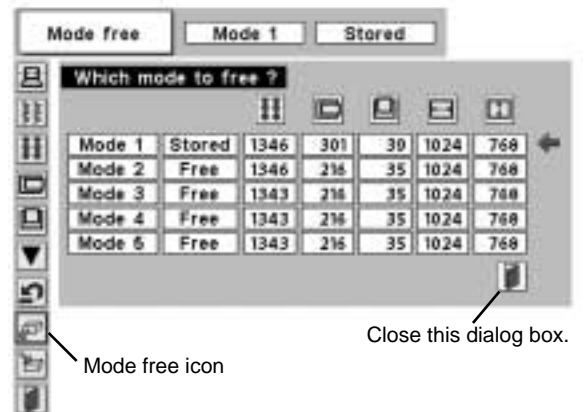 Mode free Mode 1 Stored
Which mode to free ?
Mode 1 Stored 1346 301 39 1024 768
Mode 2 Free 1346 216 35 1024 768
Mode 3 Free 1343 216 35 1024 768
Mode 4 Free 1343 216 35 1024 768
Mode 5 Free 1343 216 35 1024 768
Close this dialog box.
Mode free icon